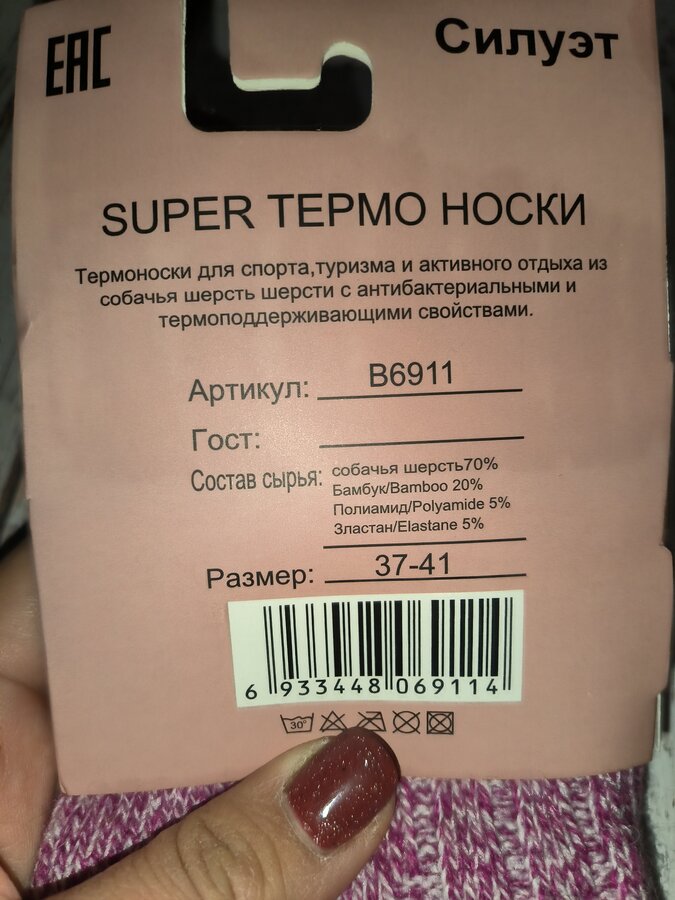 EAC
Силуэт
SUPER ТЕРМО НОСКИ
Термоноски для спорта,туризма и активного отдыха из
собачья шерсть шерсти с антибактериальными и
термоподдерживающими свойствами.
Артикул: B6911
Гост:
Состав сырья: собачья шерсть70%
Бамбук/Bamboo 20%
Полиамид/Polyamide 5%
Зластан/Elastane 5%
Размер: 37-41
6 933448 069114
30°